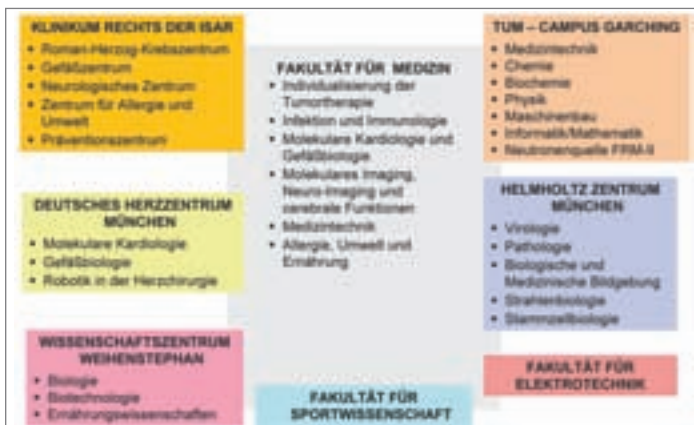 KLINIKUM RECHTS DER ISAR
• Roman-Herzog-Krebszentrum
• Gefäßzentrum
• Neurologisches Zentrum
• Zentrum für Allergie und
Umwelt
• Präventionszentrum
DEUTSCHES HERZZENTRUM
MÜNCHEN
• Molekulare Kardiologie
• Gefäßbiologie
• Robotik in der Herzchirurgie
WISSENSCHAFTSZENTRUM
WEIHENSTEPHAN
• Biologie
• Biotechnologie
• Ernährungswissenschaften
FAKULTÄT FÜR MEDIZIN
• Individualisierung der
Tumortherapie
• Infektion und Immunologie
• Molekulare Kardiologie und
Gefäßbiologie
• Molekulares Imaging,
Neuro-Imaging und
cerebrale Funktionen
• Medizintechnik
• Allergie, Umwelt und
Ernährung
FAKULTÄT FÜR
SPORTWISSENSCHAFT
TUM – CAMPUS GARCHING
• Medizintechnik
• Chemie
• Biochemie
• Physik
• Maschinenbau
• Informatik/Mathematik
• Neutronenquelle FRM-II
HELMHOLTZ ZENTRUM
MÜNCHEN
• Virologie
• Pathologie
• Biologische und
Medizinische Bildgebung
• Strahlenbiologie
• Stammzellbiologie
FAKULTÄT FÜR
ELEKTROTECHNIK